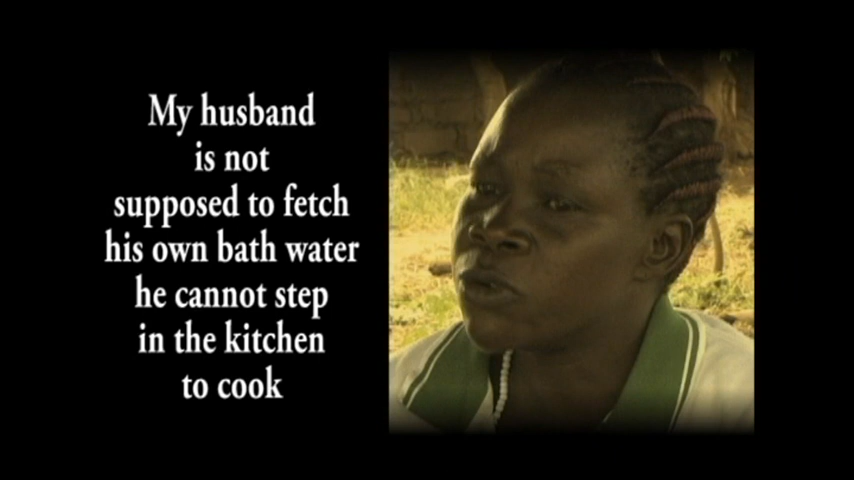 My husband
is not
supposed to fetch
his own bath water
he cannot step
in the kitchen
to cook